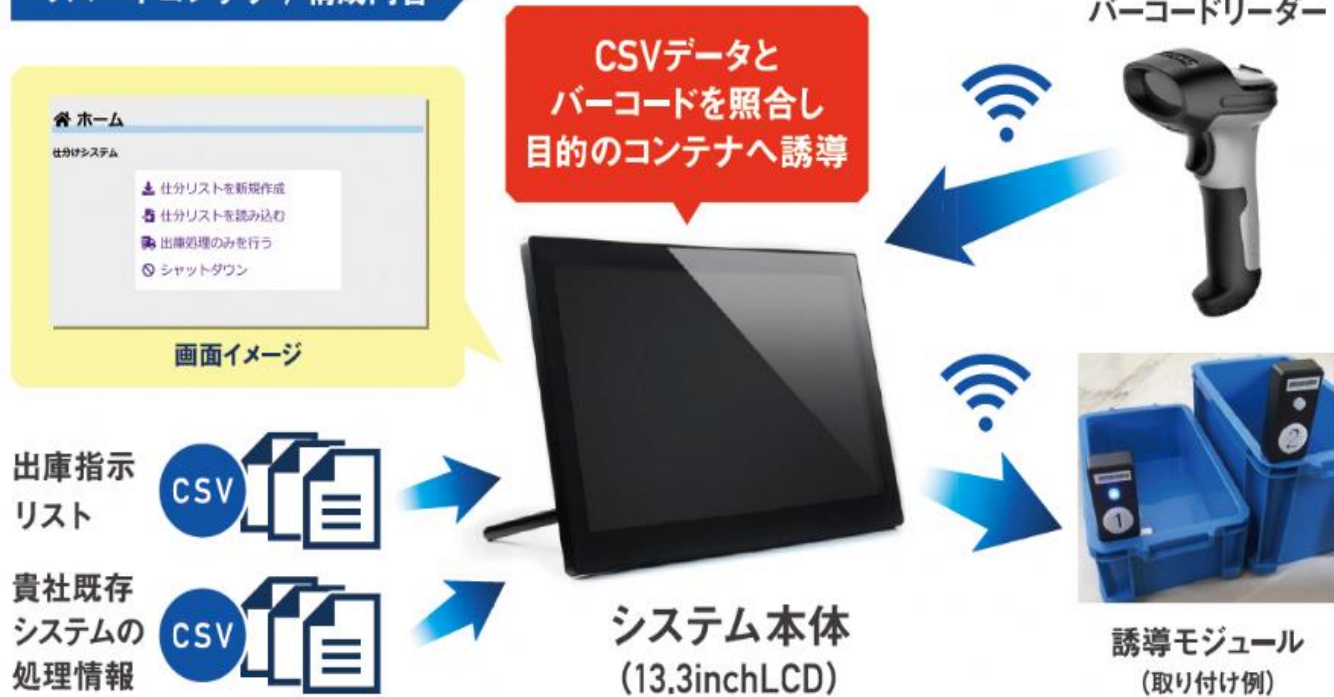 バーコードリーダー
CSVデータと
バーコードを照合し
目的のコンテナへ誘導
ホーム
仕分けシステム
仕分リストを新規作成
仕分リストを読み込む
出庫処理のみを行う
シャットダウン
画面イメージ
出庫指示
リスト
CSV
貴社既存
システムの
処理情報
CSV
システム本体
(13.3inchLCD)
1
2
誘導モジュール
(取り付け例)